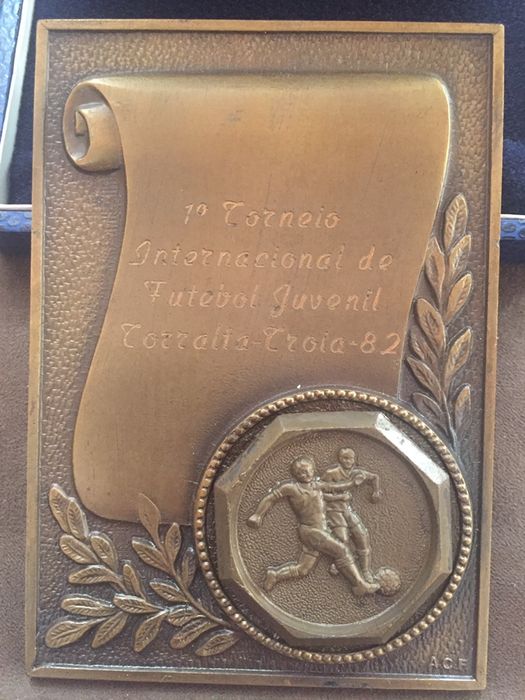 1º Torneio
Internacional de
Futebol Juvenil
Torralta-Troia-82
A.C.F.